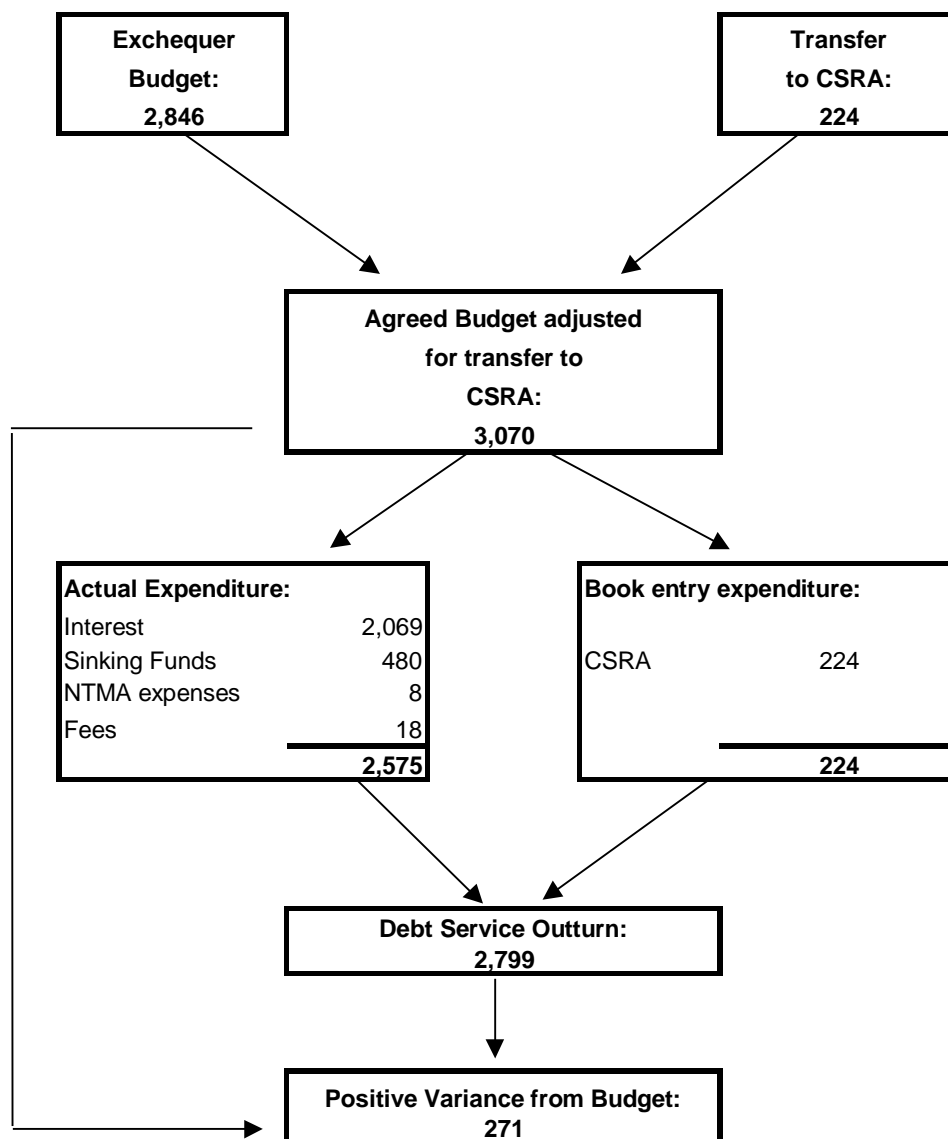 Exchequer
Budget:
2,846
Transfer
to CSRA:
224
Agreed Budget adjusted
for transfer to
CSRA:
3,070
Actual Expenditure:
Interest 2,069
Sinking Funds 480
NTMA expenses 8
Fees 18
2,575
Book entry expenditure:
CSRA 224
224
Debt Service Outturn:
2,799
Positive Variance from Budget:
271